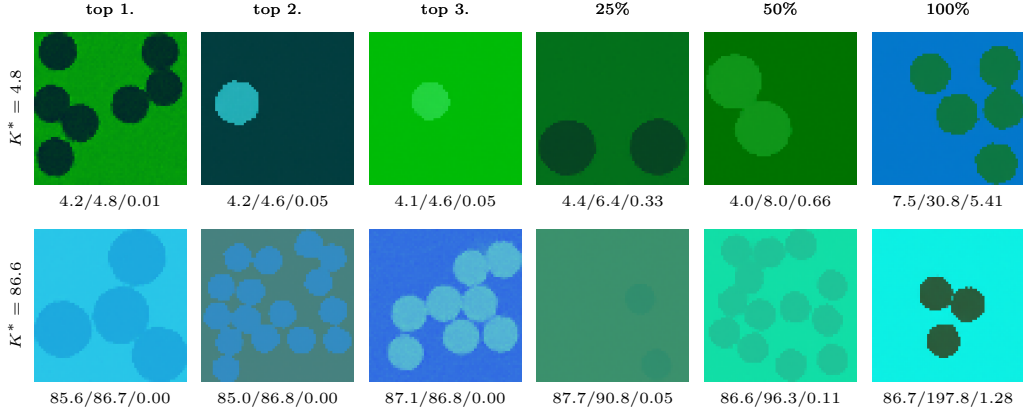 top 1. top 2. top 3. 25% 50% 100%
K* = 4.8
4.2/4.8/0.01 4.2/4.6/0.05 4.1/4.6/0.05 4.4/6.4/0.33 4.0/8.0/0.66 7.5/30.8/5.41
K* = 86.6
85.6/86.7/0.00 85.0/86.8/0.00 87.1/86.8/0.00 87.7/90.8/0.05 86.6/96.3/0.11 86.7/197.8/1.28